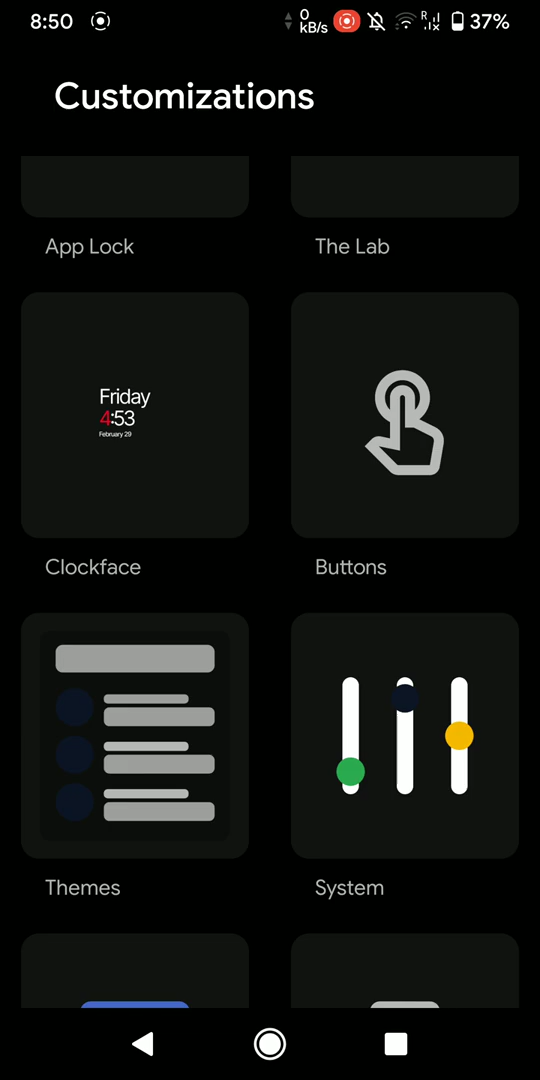 8:50
0
kB/s
R
x
37%
Customizations
App Lock
The Lab
Friday
4:53
February 29
Clockface
Buttons
Themes
System